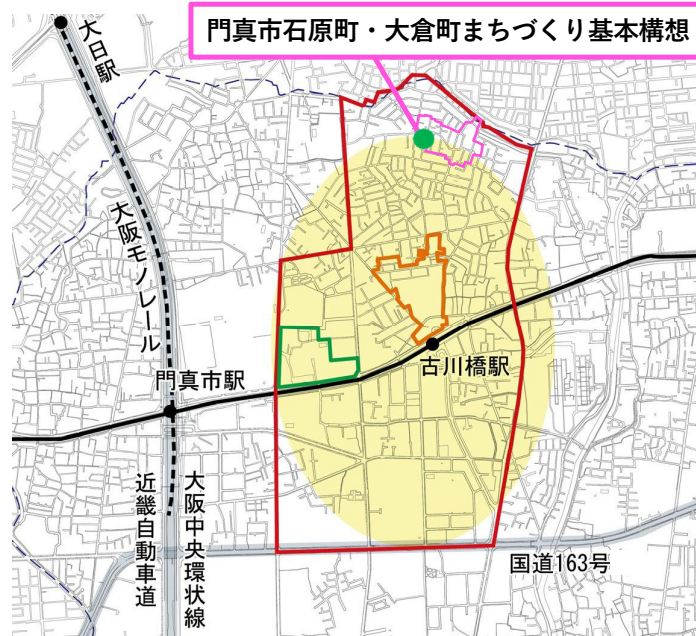 門真市石原町・大倉町まちづくり基本構想
大日駅
大阪モノレール
門真市駅
古川橋駅
近畿自動車道
大阪中央環状線
国道163号